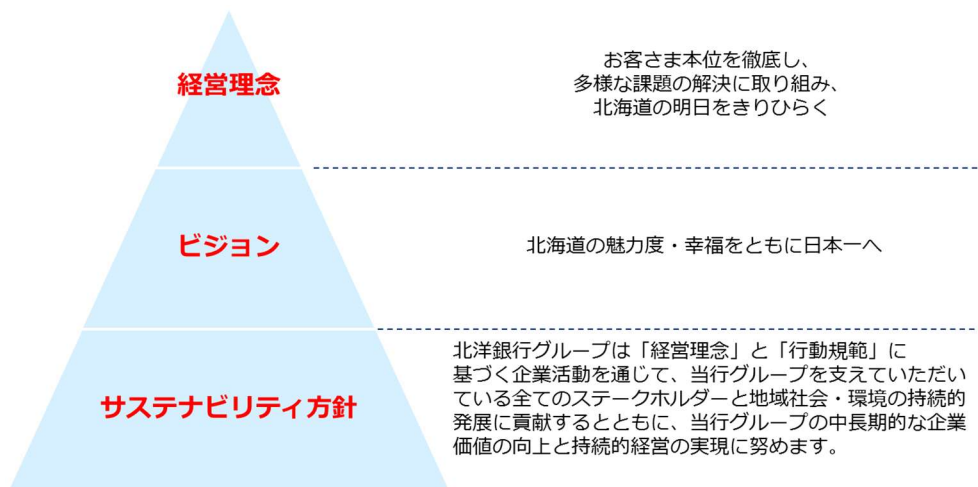 経営理念
お客さま本位を徹底し、
多様な課題の解決に取り組み、
北海道の明日をきりひらく
ビジョン
北海道の魅力度・幸福をともに日本一へ
サステナビリティ方針
北洋銀行グループは「経営理念」と「行動規範」に
基づく企業活動を通じて、当行グループを支えていただい
ている全てのステークホルダーと地域社会・環境の持続的
発展に貢献するとともに、当行グループの中長期的な企業
価値の向上と持続的経営の実現に努めます。